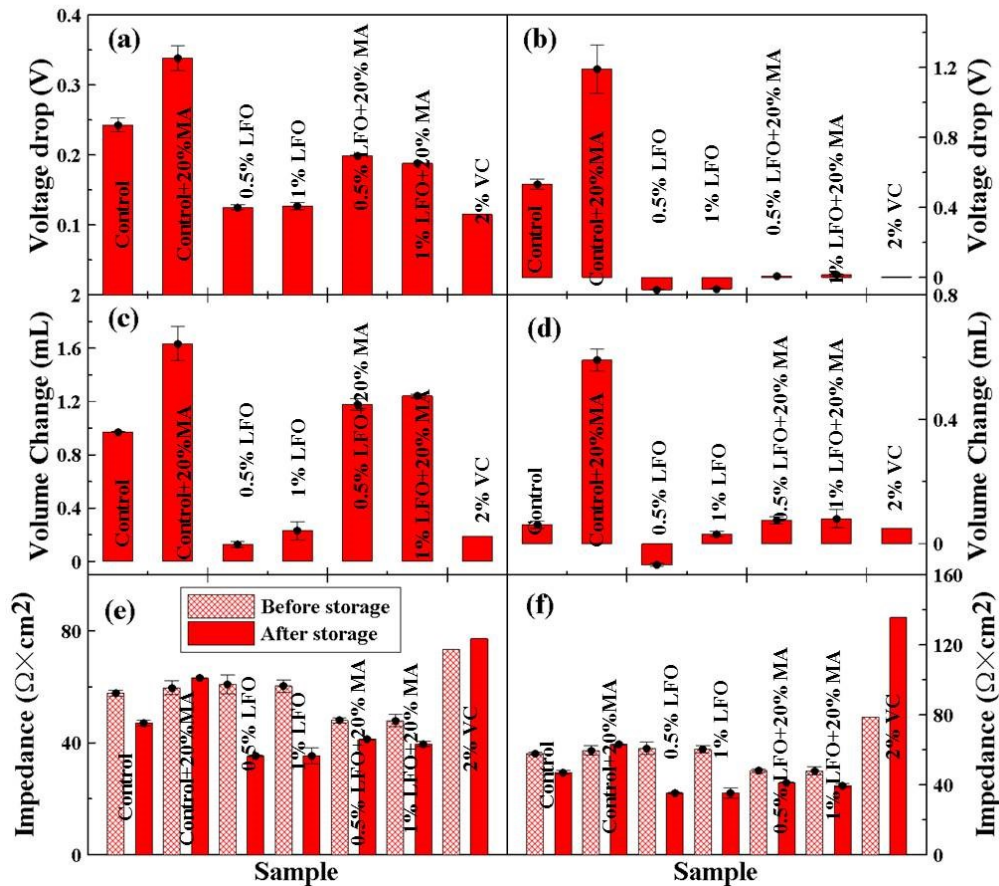 (a)
Voltage drop (V)
0.4
0.3
0.2
0.1
2
Control
Control+20%MA
0.5% LFO
1% LFO
0.5% LFO+20% MA
1% LFO+20% MA
2% VC
(b)
Voltage drop (V)
1.2
0.8
0.4
0
0.8
Control
Control+20%MA
0.5% LFO
1% LFO
0.5% LFO+20% MA
1% LFO+20% MA
2% VC
(c)
Volume Change (mL)
1.6
1.2
0.8
0.4
0
Control
Control+20%MA
0.5% LFO
1% LFO
0.5% LFO+20% MA
1% LFO+20% MA
2% VC
(d)
Volume Change (mL)
0.4
0
160
Control
Control+20%MA
0.5% LFO
1% LFO
0.5% LFO+20% MA
1% LFO+20% MA
2% VC
(e)
Before storage
After storage
Impedance (Ω×cm2)
80
40
0
Control
Control+20%MA
0.5% LFO
1% LFO
0.5% LFO+20% MA
1% LFO+20% MA
2% VC
(f)
Impedance (Ω×cm2)
120
80
40
0
Control
Control+20%MA
0.5% LFO
1% LFO
0.5% LFO+20% MA
1% LFO+20% MA
2% VC
Sample
Sample